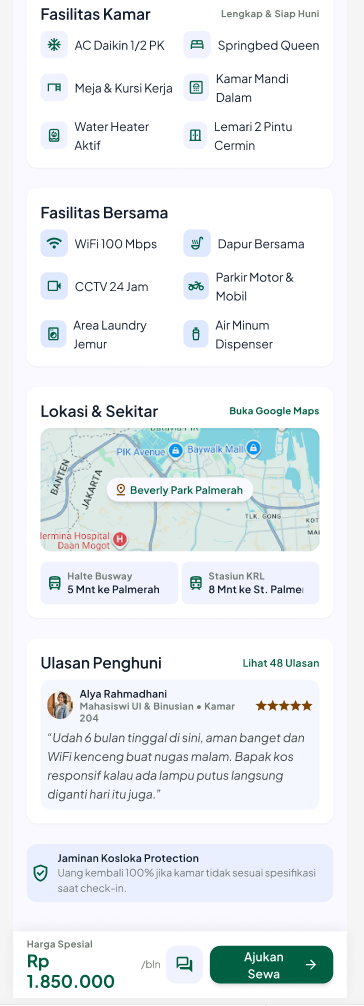 Fasilitas Kamar
Lengkap & Siap Huni
AC Daikin 1/2 PK
Springbed Queen
Meja & Kursi Kerja
Kamar Mandi
Dalam
Water Heater
Aktif
Lemari 2 Pintu
Cermin
Fasilitas Bersama
WiFi 100 Mbps
Dapur Bersama
CCTV 24 Jam
Parkir Motor &
Mobil
Area Laundry
Jemur
Air Minum
Dispenser
Lokasi & Sekitar
Buka Google Maps
PIK Avenue
Baywalk Mall
BANTEN
JAKARTA
Beverly Park Palmerah
TLK. GONG
Hermina Hospital
Daan Mogot
H
Halte Busway
5 Mnt ke Palmerah
Stasiun KRL
8 Mnt ke St. Palmer
Ulasan Penghuni
Lihat 48 Ulasan
Alya Rahmadhani
Mahasiswi UI & Binusian • Kamar
204
“Udah 6 bulan tinggal di sini, aman banget dan
WiFi kenceng buat nugas malam. Bapak kos
responsif kalau ada lampu putus langsung
diganti hari itu juga.”
Jaminan Kosloka Protection
Uang kembali 100% jika kamar tidak sesuai spesifikasi
saat check-in.
Harga Spesial
Rp
1.850.000
/bln
Ajukan
Sewa